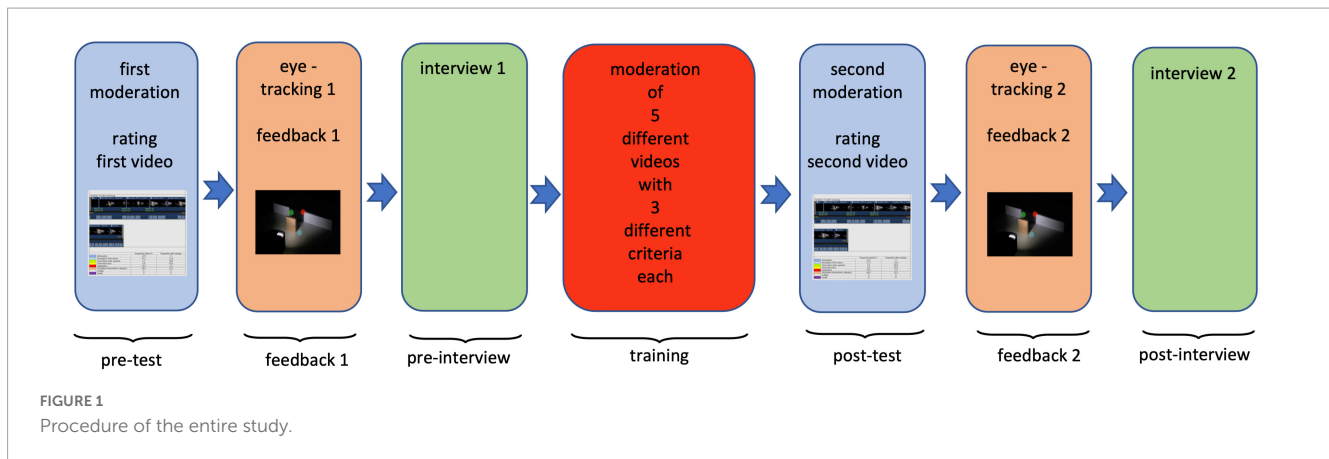 first
moderation
rating
first video
eye -
tracking 1
feedback 1
interview 1
moderation
of
5
different
videos
with
3
different
criteria
each
second
moderation
rating
second video
eye -
tracking 2
feedback 2
interview 2
pre-test
feedback 1
pre-interview
training
post-test
feedback 2
post-interview
FIGURE 1
Procedure of the entire study.